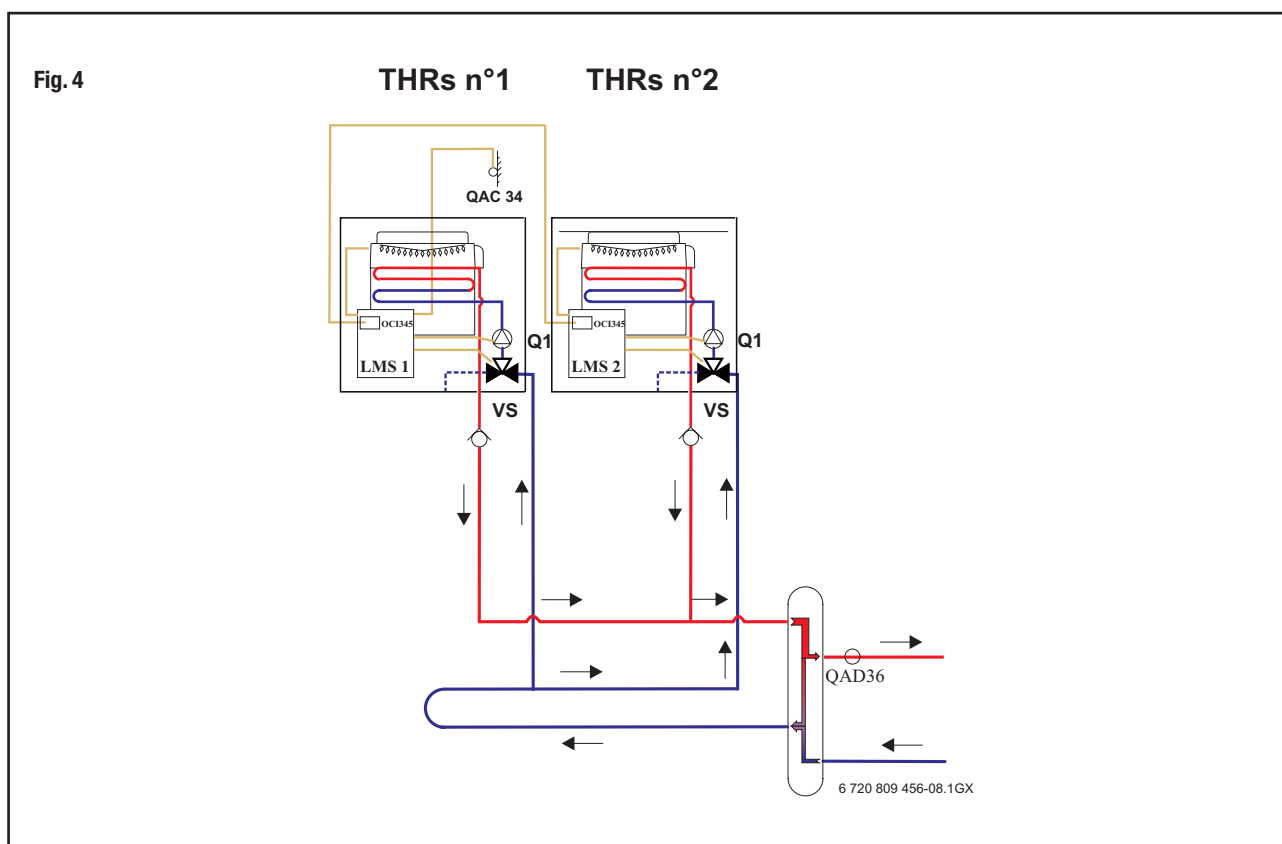 Fig. 4
THRs n°1
THRs n°2
QAC 34
OCI345
LMS 1
Q1
VS
OCI345
LMS 2
Q1
VS
QAD36
6 720 809 456-08.1GX